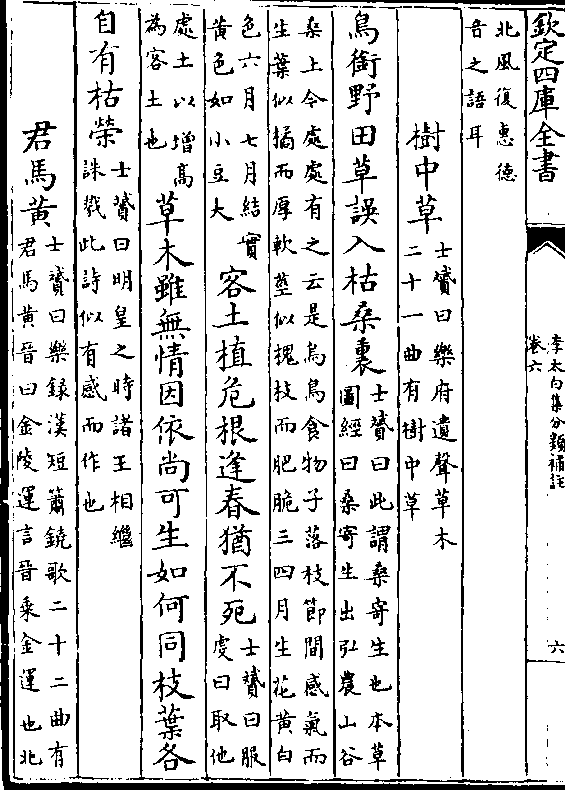 欽定四庫全書
李太白集分類補註
卷六
六
北風復惠德
音之語耳
樹中草
士贇曰樂府遺聲草木
二十一曲有樹中草
鳥銜野田草誤入枯桑裏
士贇曰此謂桑寄生也本草
圖經曰桑寄生出弘農山谷
桑上今處處有之云是烏鳥食物子落枝節間感氣而
生葉似橘而厚軟莖似槐枝而肥脆三四月生花黃白
色六月七月結實
黃色如小豆大
客土植危根逢春猶不死
士贇曰服
虔曰取他
處土以增高
為客土也
草木雖無情因依尚可生如何同枝葉各
自有枯榮
士贇曰明皇之時諸王相繼
誅戮此詩似有感而作也
君馬黃
士贇曰樂録漢短簫鐃歌二十二曲有
君馬黃晉曰金陵運言晉乘金運也北